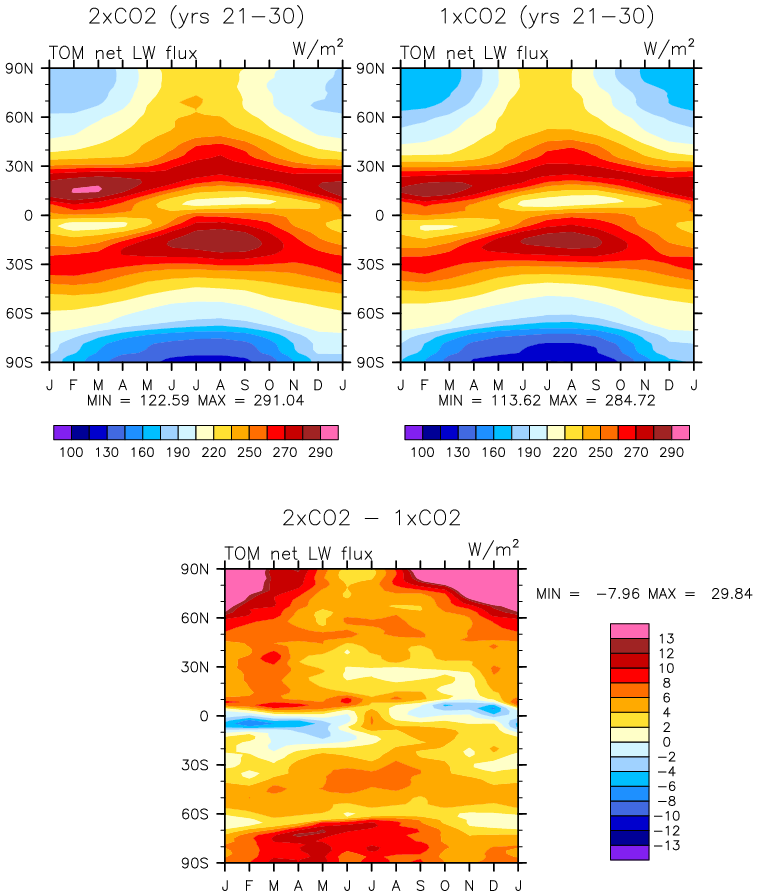 2xCO2 (yrs 21-30) 1xCO2 (yrs 21-30)
TOM net LW flux W/m² TOM net LW flux W/m²
90N 90N
60N 60N
30N 30N
0 0
30S 30S
60S 60S
90S 90S
J F M A M J J A S O N D J J F M A M J J A S O N D J
MIN = 122.59 MAX = 291.04 MIN = 113.62 MAX = 284.72
100 130 160 190 220 250 270 290 100 130 160 190 220 250 270 290
2xCO2 - 1xCO2
TOM net LW flux W/m²
90N
60N
30N
0
30S
60S
90S
J F M A M J J A S O N D J
MIN = -7.96 MAX = 29.84
13
12
10
8
6
4
2
0
-2
-4
-6
-8
-10
-12
-13